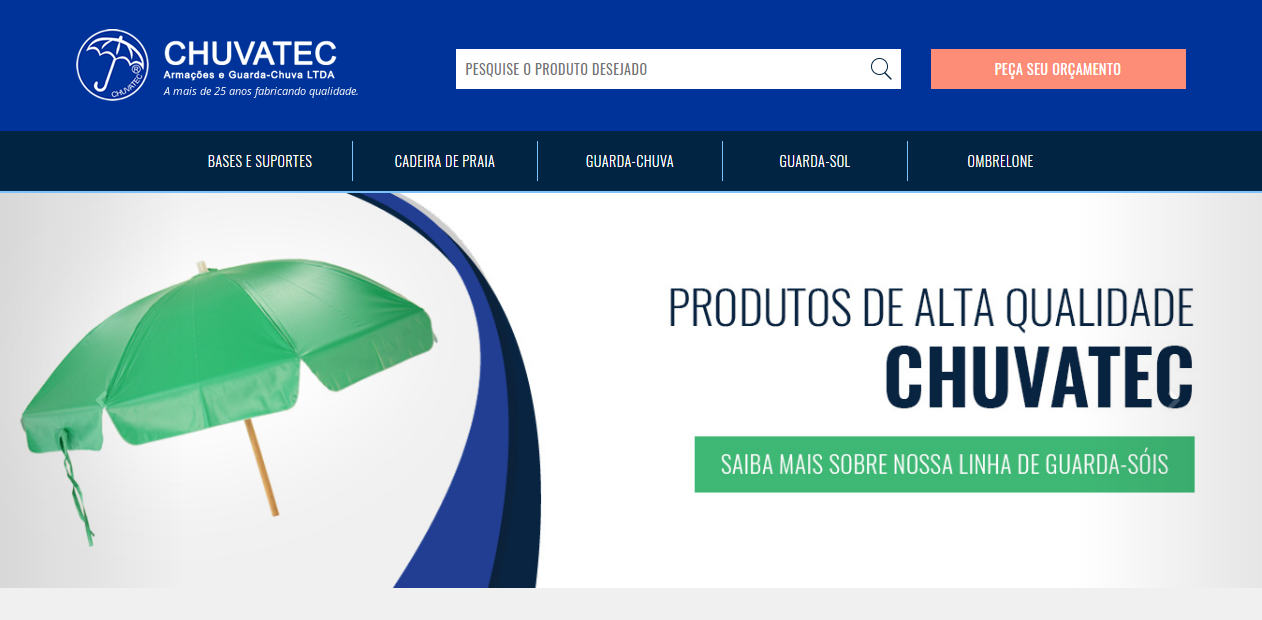 CHUVATEC
Armações e Guarda-Chuva LTDA
A mais de 25 anos fabricando qualidade.
CHUVATEC
®
PESQUISE O PRODUTO DESEJADO
PEÇA SEU ORÇAMENTO
BASES E SUPORTES
CADEIRA DE PRAIA
GUARDA-CHUVA
GUARDA-SOL
OMBRELONE
PRODUTOS DE ALTA QUALIDADE
CHUVATEC
SAIBA MAIS SOBRE NOSSA LINHA DE GUARDA-SÓIS